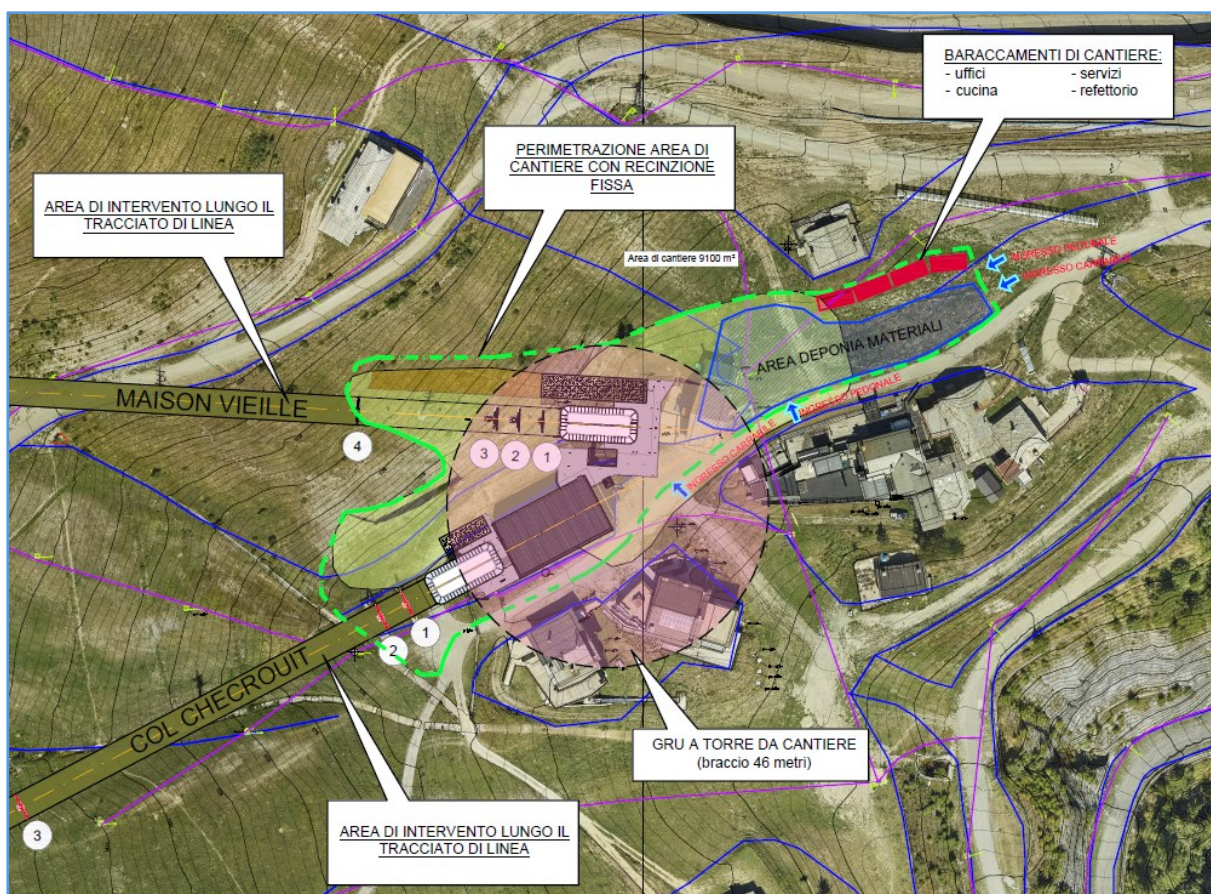 BARACCAMENTI DI CANTIERE:
- uffici - servizi
- cucina - refettorio
PERIMETRAZIONE AREA DI
CANTIERE CON RECINZIONE
FISSA
AREA DI INTERVENTO LUNGO IL
TRACCIATO DI LINEA
Area di cantiere 9100 m²
INGRESSO PEDONALE
INGRESSO CARRABILE
AREA DEPONIA MATERIALI
INGRESSO PEDONALE
INGRESSO CARRABILE
MAISON VIEILLE
4
3 2 1
1
2
COL CHECROUIT
3
GRU A TORRE DA CANTIERE
(braccio 46 metri)
AREA DI INTERVENTO LUNGO IL
TRACCIATO DI LINEA